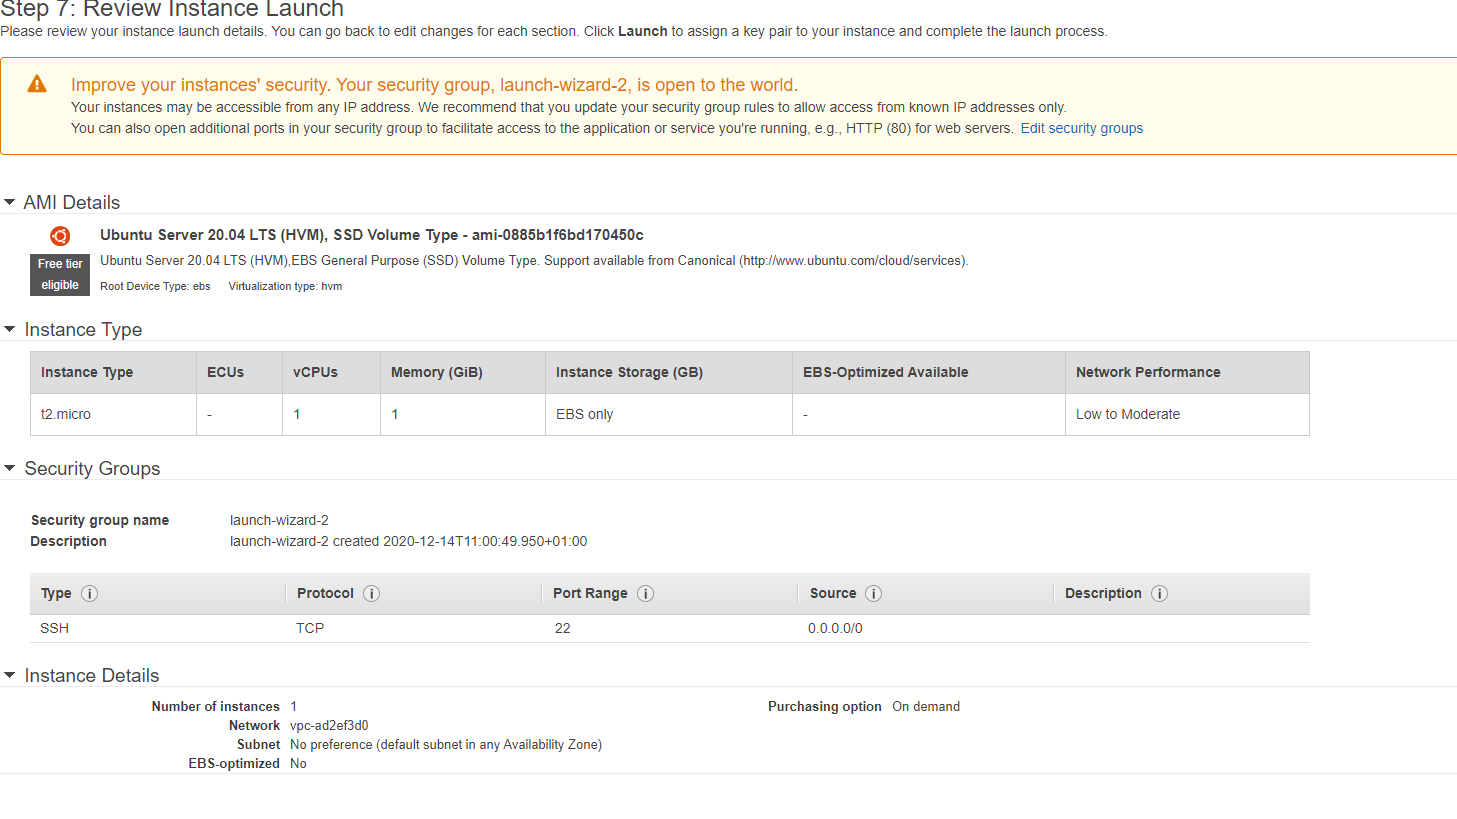 Step 7: Review Instance Launch
Please review your instance launch details. You can go back to edit changes for each section. Click Launch to assign a key pair to your instance and complete the launch process.
Improve your instances' security. Your security group, launch-wizard-2, is open to the world.
Your instances may be accessible from any IP address. We recommend that you update your security group rules to allow access from known IP addresses only.
You can also open additional ports in your security group to facilitate access to the application or service you're running, e.g., HTTP (80) for web servers. Edit security groups
AMI Details
Ubuntu Server 20.04 LTS (HVM), SSD Volume Type - ami-0885b1f6bd170450c
Free tier eligible
Ubuntu Server 20.04 LTS (HVM),EBS General Purpose (SSD) Volume Type. Support available from Canonical (http://www.ubuntu.com/cloud/services).
Root Device Type: ebs Virtualization type: hvm
Instance Type
Instance Type ECUs vCPUs Memory (GiB) Instance Storage (GB) EBS-Optimized Available Network Performance
t2.micro - 1 1 EBS only - Low to Moderate
Security Groups
Security group name launch-wizard-2
Description launch-wizard-2 created 2020-12-14T11:00:49.950+01:00
Type Protocol Port Range Source Description
SSH TCP 22 0.0.0.0/0
Instance Details
Number of instances 1 Purchasing option On demand
Network vpc-ad2ef3d0
Subnet No preference (default subnet in any Availability Zone)
EBS-optimized No